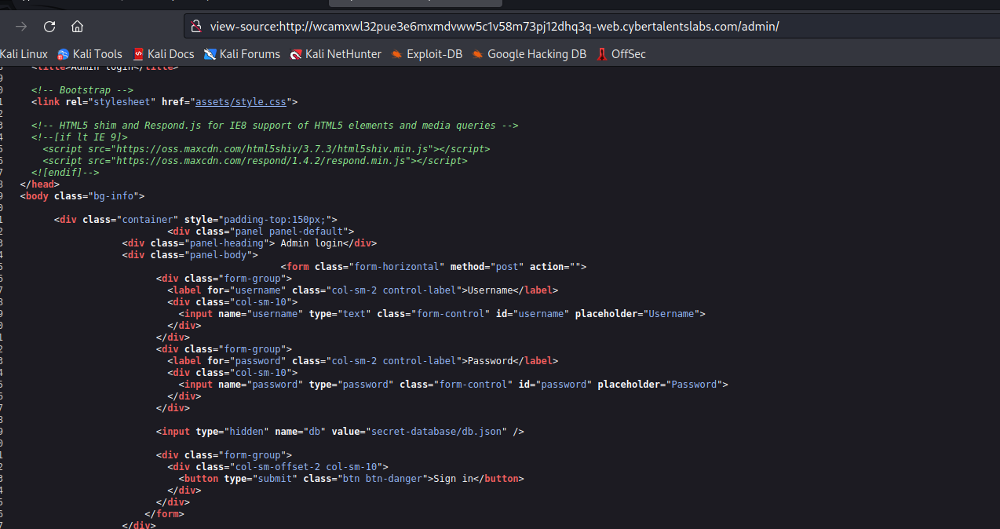 view-source:http://wcamxwl32pue3e6mxmdvww5c1v58m73pj12dhq3q-web.cybertalentslabs.com/admin/
Kali Linux Kali Tools Kali Docs Kali Forums Kali NetHunter Exploit-DB Google Hacking DB OffSec
<title>Admin login</title>
<!-- Bootstrap -->
<link rel="stylesheet" href="assets/style.css">
<!-- HTML5 shim and Respond.js for IE8 support of HTML5 elements and media queries -->
<!--[if lt IE 9]>
<script src="https://oss.maxcdn.com/html5shiv/3.7.3/html5shiv.min.js"></script>
<script src="https://oss.maxcdn.com/respond/1.4.2/respond.min.js"></script>
<![endif]-->
</head>
<body class="bg-info">
<div class="container" style="padding-top:150px;">
<div class="panel panel-default">
<div class="panel-heading"> Admin login</div>
<div class="panel-body">
<form class="form-horizontal" method="post" action="">
<div class="form-group">
<label for="username" class="col-sm-2 control-label">Username</label>
<div class="col-sm-10">
<input name="username" type="text" class="form-control" id="username" placeholder="Username">
</div>
</div>
<div class="form-group">
<label for="password" class="col-sm-2 control-label">Password</label>
<div class="col-sm-10">
<input name="password" type="password" class="form-control" id="password" placeholder="Password">
</div>
</div>
<input type="hidden" name="db" value="secret-database/db.json" />
<div class="form-group">
<div class="col-sm-offset-2 col-sm-10">
<button type="submit" class="btn btn-danger">Sign in</button>
</div>
</div>
</form>
</div>